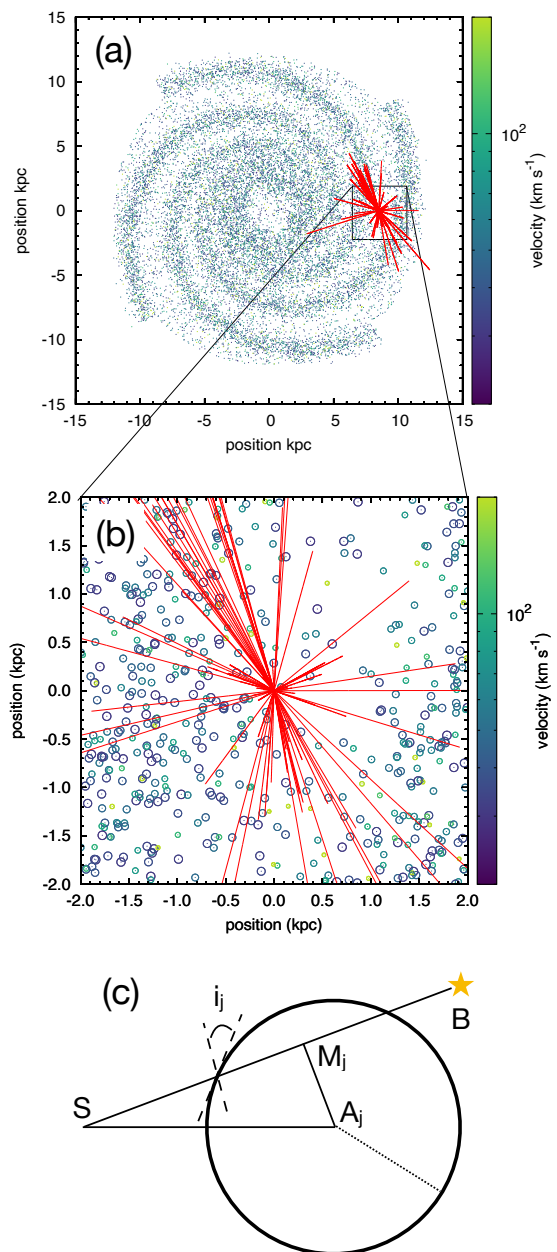 (a)
15
10
5
0
-5
-10
-15
position kpc
-15 -10 -5 0 5 10 15
position kpc
10²
velocity (km s⁻¹)
(b)
2.0
1.5
1.0
0.5
0.0
-0.5
-1.0
-1.5
-2.0
position (kpc)
-2.0 -1.5 -1.0 -0.5 0.0 0.5 1.0 1.5 2.0
position (kpc)
10²
velocity (km s⁻¹)
(c)
i_j
B
M_j
S
A_j